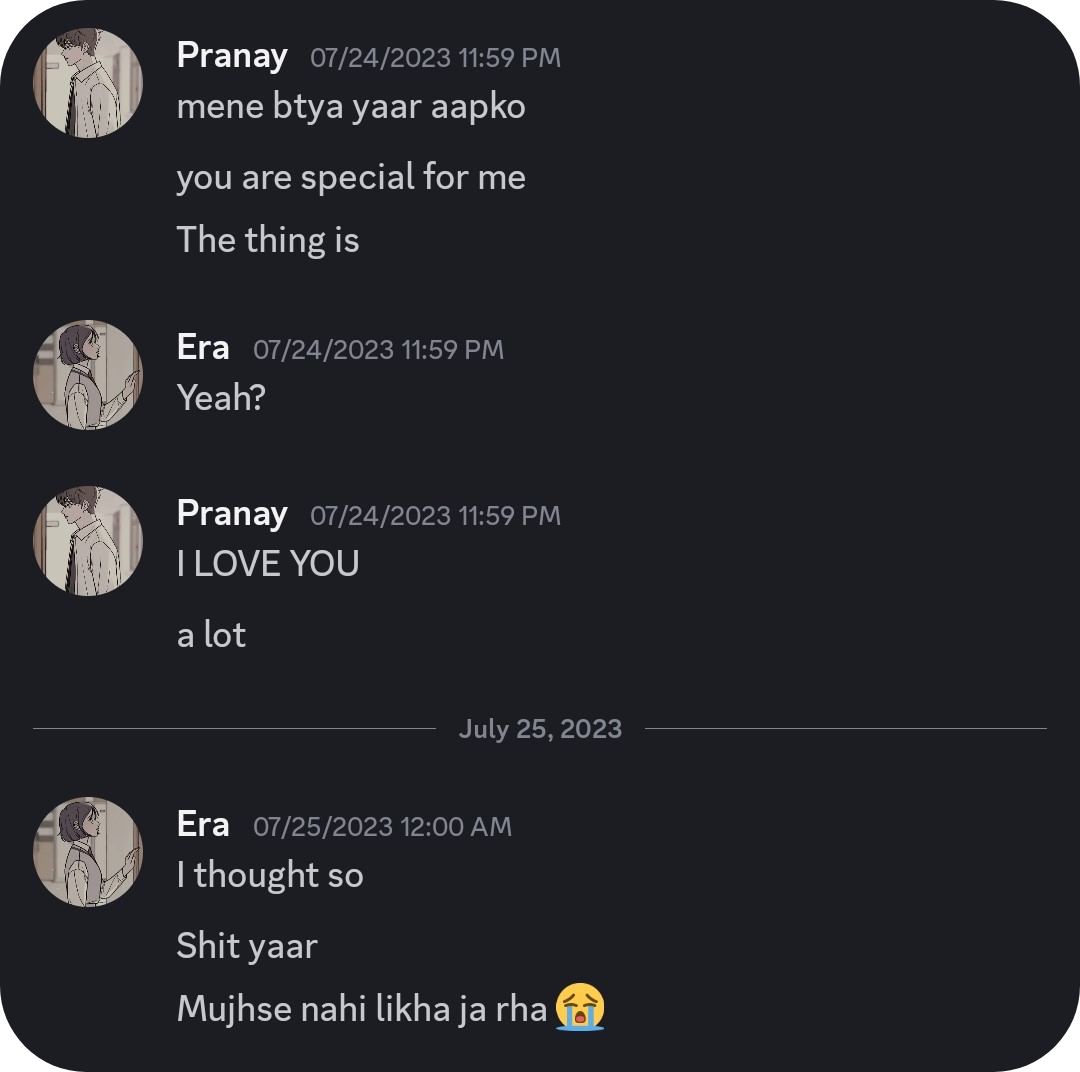 Pranay 07/24/2023 11:59 PM
mene btya yaar aapko
you are special for me
The thing is
Era 07/24/2023 11:59 PM
Yeah?
Pranay 07/24/2023 11:59 PM
I LOVE YOU
a lot
July 25, 2023
Era 07/25/2023 12:00 AM
I thought so
Shit yaar
Mujhse nahi likha ja rha 😭